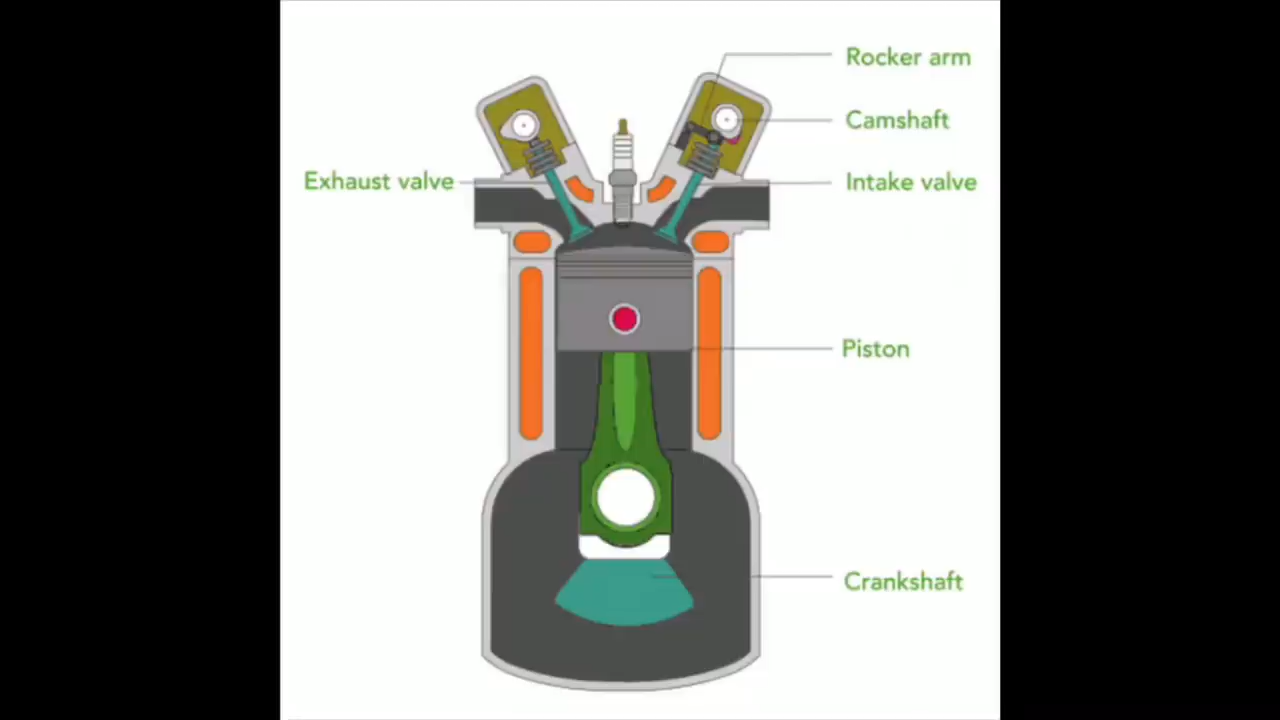 Rocker arm
Camshaft
Exhaust valve
Intake valve
Piston
Crankshaft